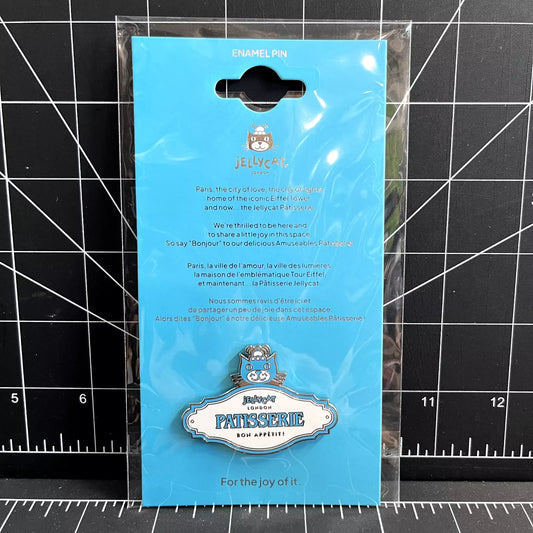 ENAMEL PIN
JELLYCAT
LONDON
Paris, the city of love, the city of lights,
home of the iconic Eiffel Tower,
and now... the Jellycat Pâtisserie.
We're thrilled to be here and
to share a little joy in this space.
So say "Bonjour" to our delicious Amuseables Pâtisserie!
Paris, la ville de l'amour, la ville des lumières,
la maison de l'emblématique Tour Eiffel,
et maintenant... la Pâtisserie Jellycat.
Nous sommes ravis d'être ici et
de partager un peu de joie dans cet espace.
Alors dites "Bonjour" à notre délicieuse Amuseables Pâtisserie!
5
6
11
12
JELLYCAT
LONDON
PATISSERIE
BON APPÉTIT!
For the joy of it.